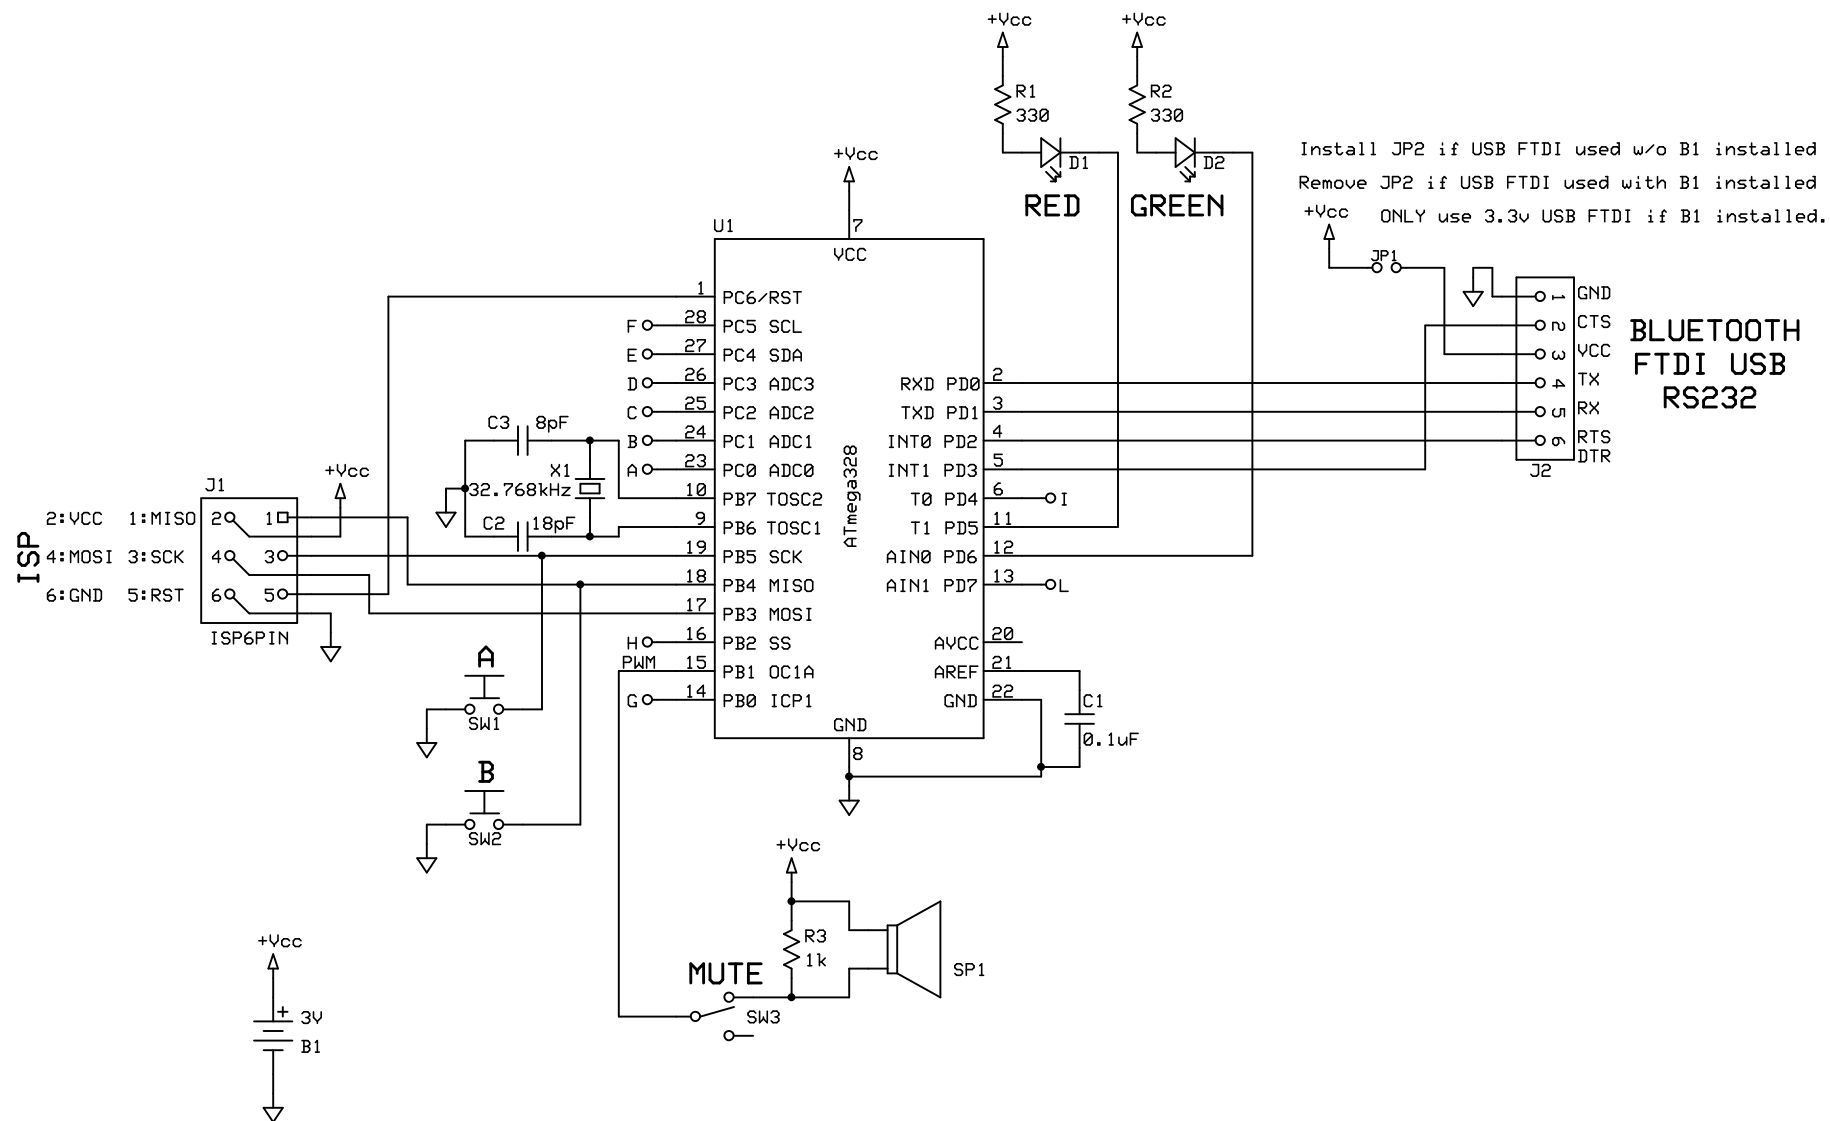 +Vcc
+Vcc
R1
330
R2
330
D1
D2
RED
GREEN
Install JP2 if USB FTDI used w/o B1 installed
Remove JP2 if USB FTDI used with B1 installed
ONLY use 3.3v USB FTDI if B1 installed.
+Vcc
JP1
+Vcc
U1
7
VCC
1
PC6/RST
F
28
PC5 SCL
E
27
PC4 SDA
D
26
PC3 ADC3
C
25
PC2 ADC2
B
24
PC1 ADC1
A
23
PC0 ADC0
10
PB7 TOSC2
9
PB6 TOSC1
19
PB5 SCK
18
PB4 MISO
17
PB3 MOSI
H
16
PB2 SS
PWM
15
PB1 OC1A
G
14
PB0 ICP1
ATmega328
RXD PD0
2
TXD PD1
3
INT0 PD2
4
INT1 PD3
5
T0 PD4
6
I
T1 PD5
11
AIN0 PD6
12
AIN1 PD7
13
L
AVCC
20
AREF
21
GND
22
GND
8
C1
0.1uF
1
GND
2
CTS
3
VCC
4
TX
5
RX
6
RTS
DTR
J2
BLUETOOTH
FTDI USB
RS232
C3
8pF
X1
32.768kHz
C2
18pF
+Vcc
J1
ISP
2:VCC 1:MISO
4:MOSI 3:SCK
6:GND 5:RST
2
1
4
3
6
5
ISP6PIN
A
SW1
B
SW2
+Vcc
R3
1k
SP1
MUTE
SW3
+Vcc
+
3V
B1